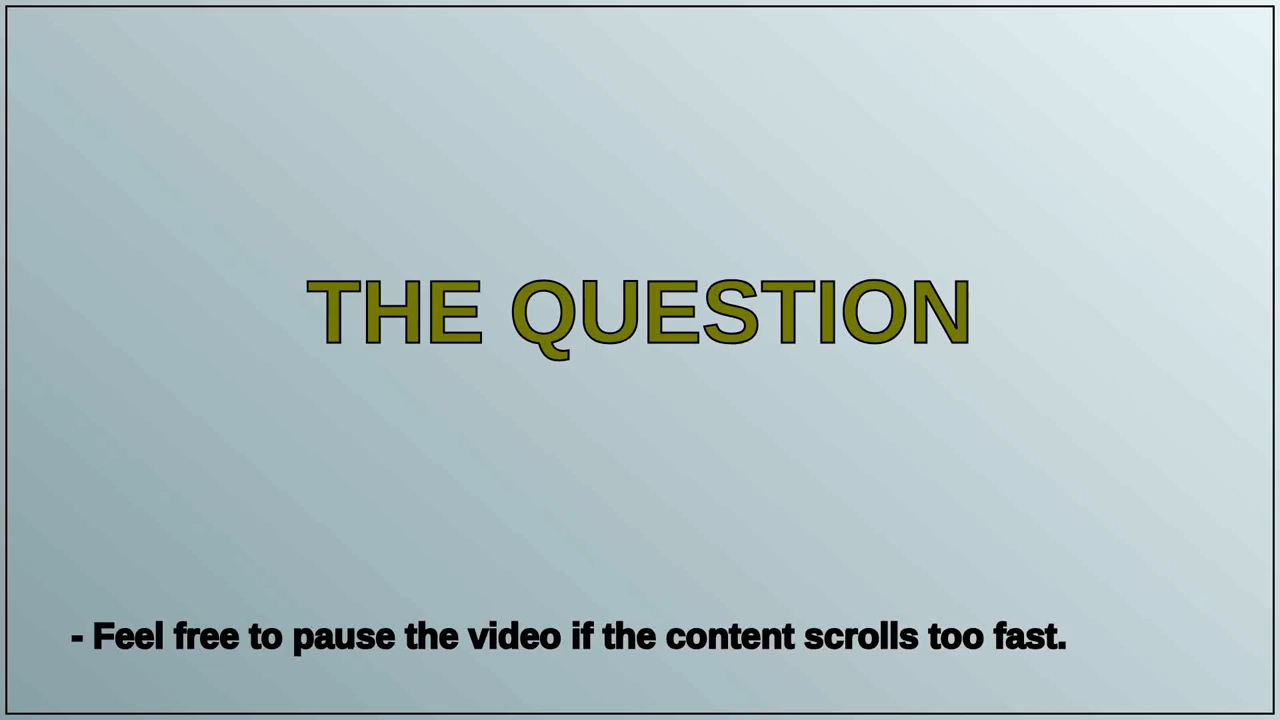 THE QUESTION
- Feel free to pause the video if the content scrolls too fast.